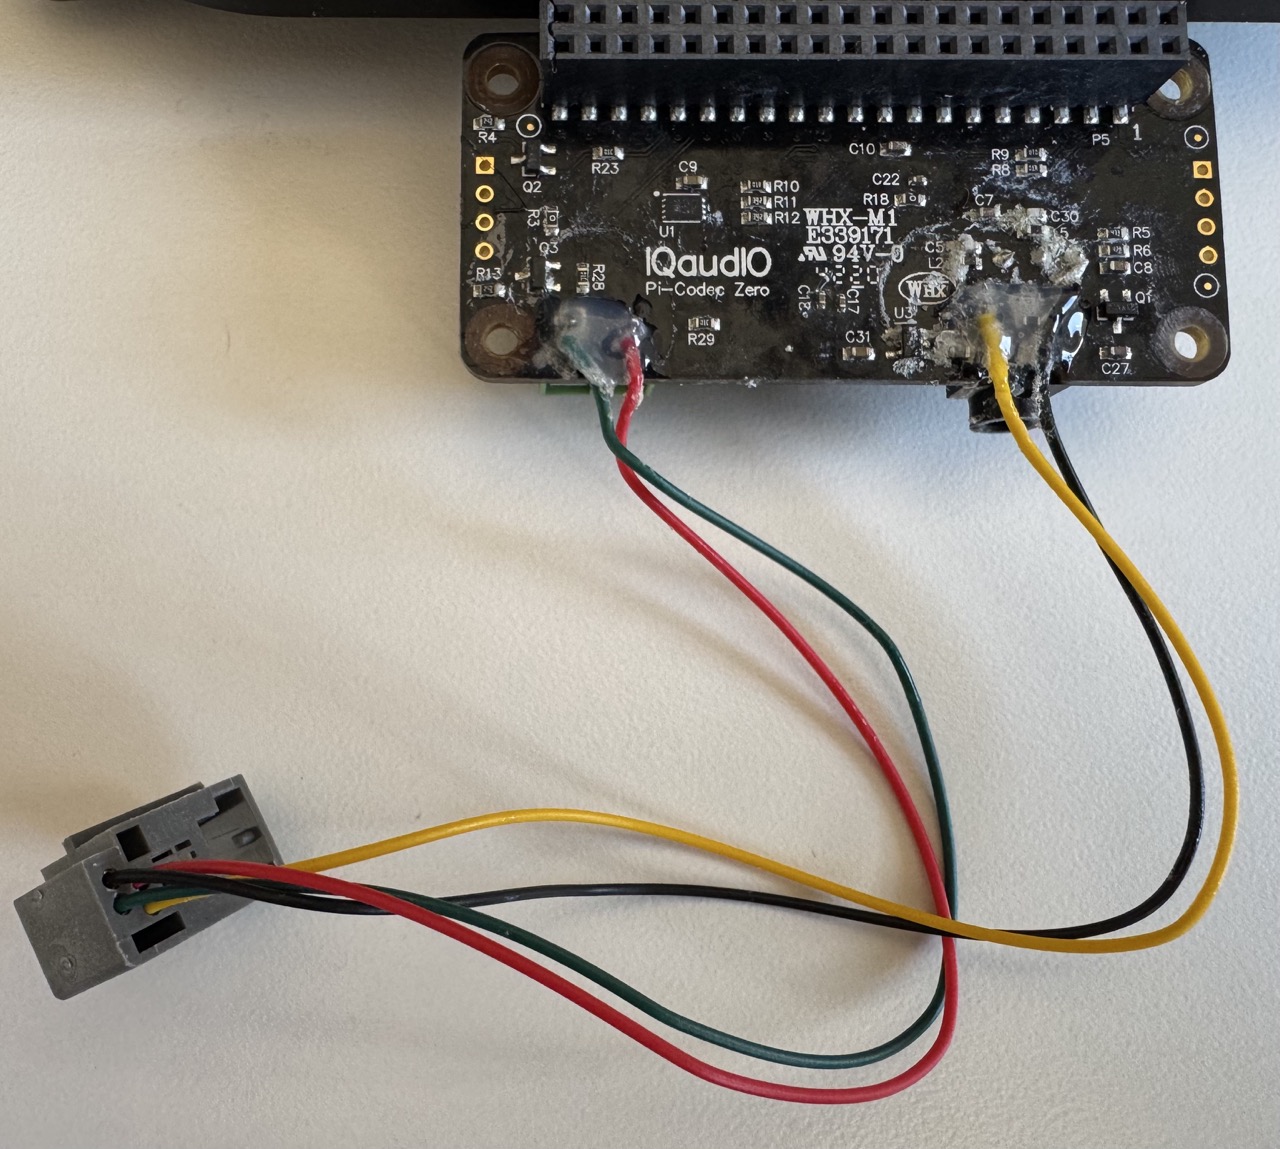 P5
1
R4
Q2
R23
C9
C10
R9
R8
C22
R18
R10
R11
R12
U1
WHX-M1
E339171
94V-0
R3
Q3
C7
C30
R5
R6
C8
C5
IQaudIO
Pi-Codec Zero
R13
R28
WHX
C17
Q1
U3
R29
C31
C27